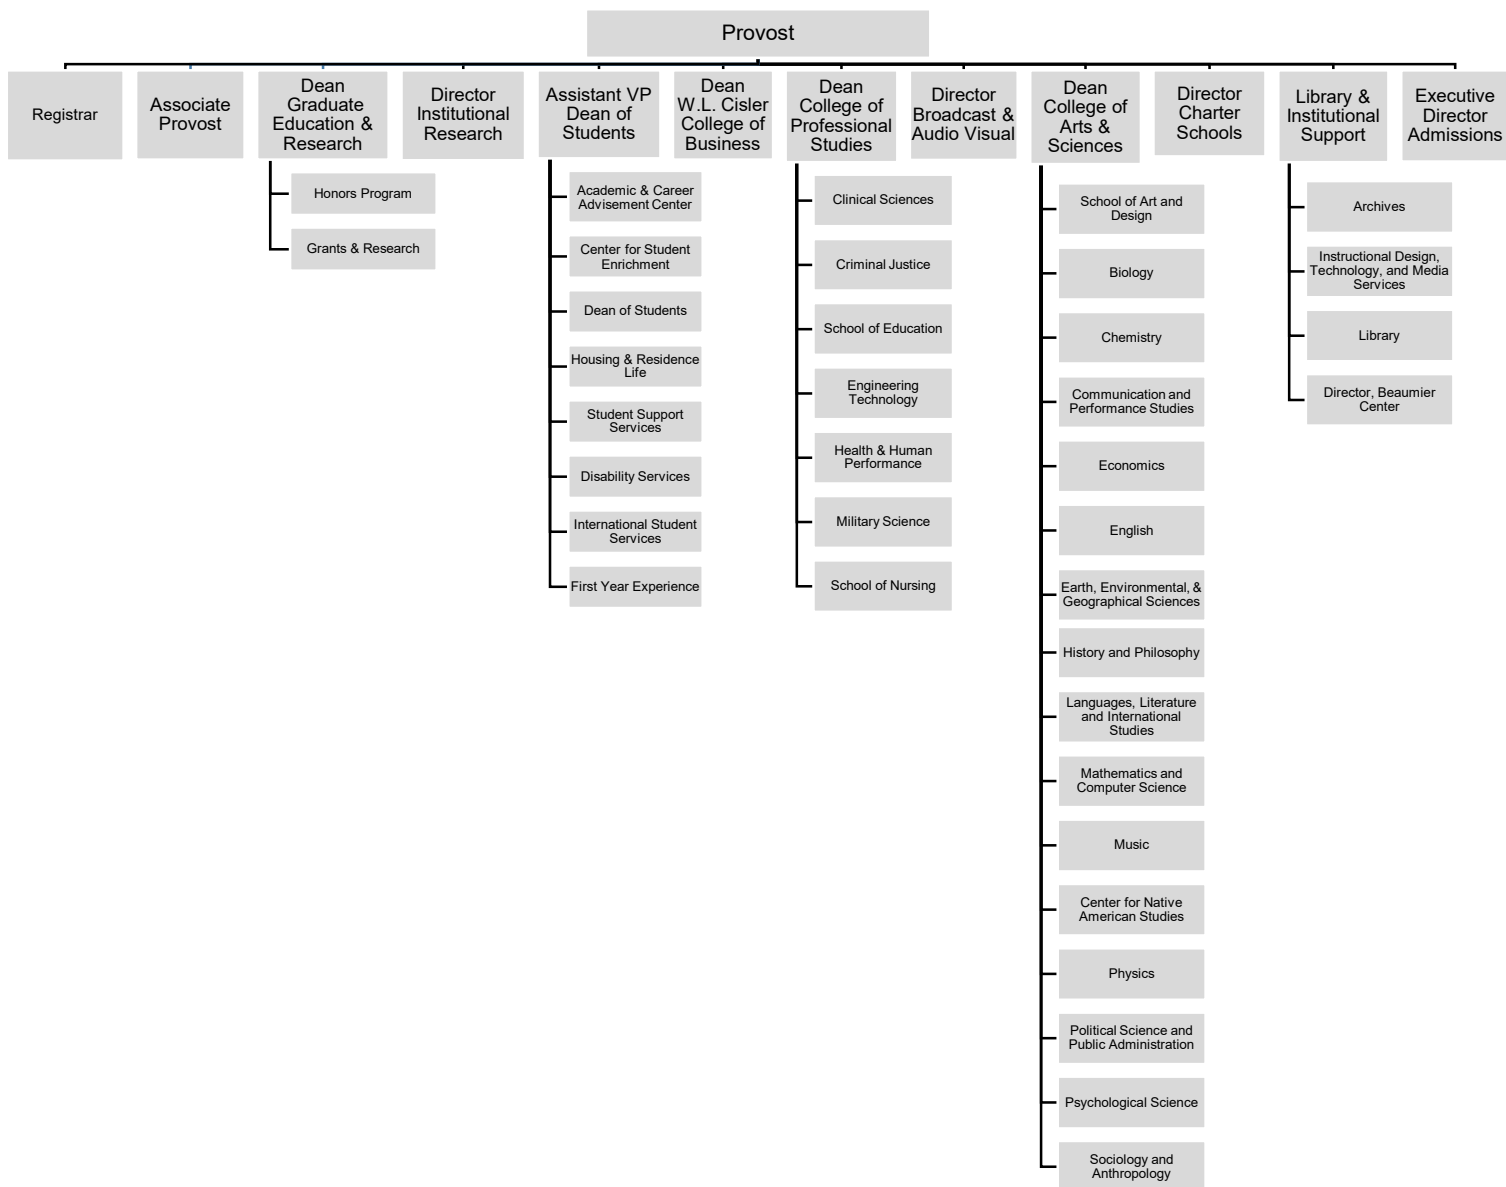 Provost
Registrar
Associate
Provost
Dean
Graduate
Education &
Research
Director
Institutional
Research
Assistant VP
Dean of
Students
Dean
W.L. Cisler
College of
Business
Dean
College of
Professional
Studies
Director
Broadcast &
Audio Visual
Dean
College of
Arts &
Sciences
Director
Charter
Schools
Library &
Institutional
Support
Executive
Director
Admissions
Honors Program
Grants & Research
Academic & Career
Advisement Center
Center for Student
Enrichment
Dean of Students
Housing & Residence
Life
Student Support
Services
Disability Services
International Student
Services
First Year Experience
Clinical Sciences
Criminal Justice
School of Education
Engineering
Technology
Health & Human
Performance
Military Science
School of Nursing
School of Art and
Design
Biology
Chemistry
Communication and
Performance Studies
Economics
English
Earth, Environmental, &
Geographical Sciences
History and Philosophy
Languages, Literature
and International
Studies
Mathematics and
Computer Science
Music
Center for Native
American Studies
Physics
Political Science and
Public Administration
Psychological Science
Sociology and
Anthropology
Archives
Instructional Design,
Technology, and Media
Services
Library
Director, Beaumier
Center